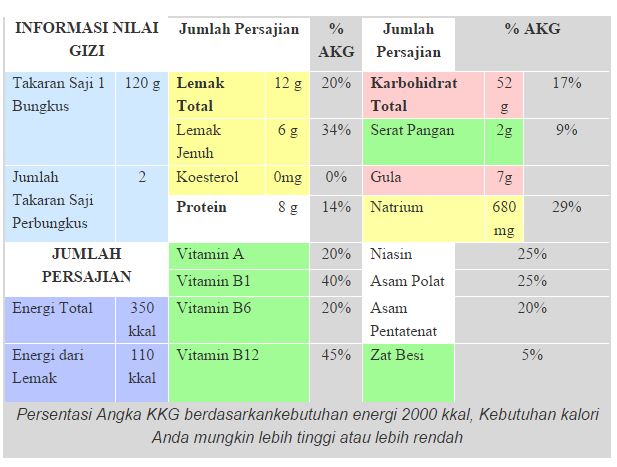 INFORMASI NILAI GIZI Jumlah Persajian % AKG Jumlah Persajian % AKG
Takaran Saji 1 Bungkus 120 g Lemak Total 12 g 20% Karbohidrat Total 52 g 17%
Lemak Jenuh 6 g 34% Serat Pangan 2g 9%
Jumlah Takaran Saji Perbungkus 2 Koesterol 0mg 0% Gula 7g
Protein 8 g 14% Natrium 680 mg 29%
JUMLAH PERSAJIAN Vitamin A 20% Niasin 25%
Vitamin B1 40% Asam Polat 25%
Energi Total 350 kkal Vitamin B6 20% Asam Pentatenat 20%
Energi dari Lemak 110 kkal Vitamin B12 45% Zat Besi 5%
Persentasi Angka KKG berdasarkankebutuhan energi 2000 kkal, Kebutuhan kalori
Anda mungkin lebih tinggi atau lebih rendah